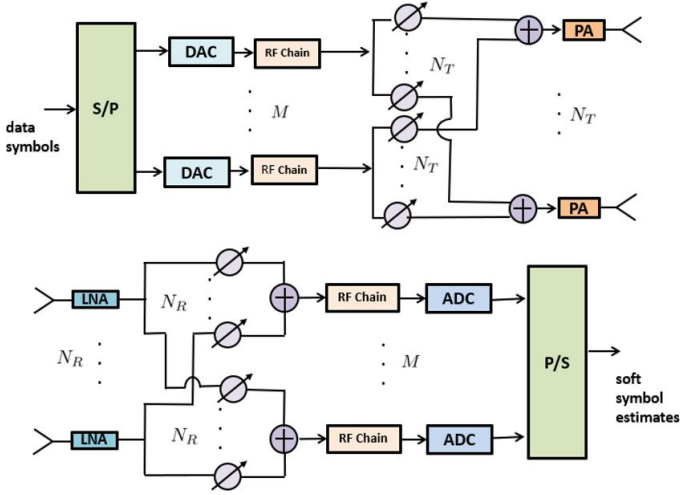 data
symbols
S/P
DAC
RF Chain
M
DAC
RF Chain
N_T
N_T
PA
N_T
PA
LNA
N_R
LNA
N_R
N_R
RF Chain
ADC
M
RF Chain
ADC
P/S
soft
symbol
estimates